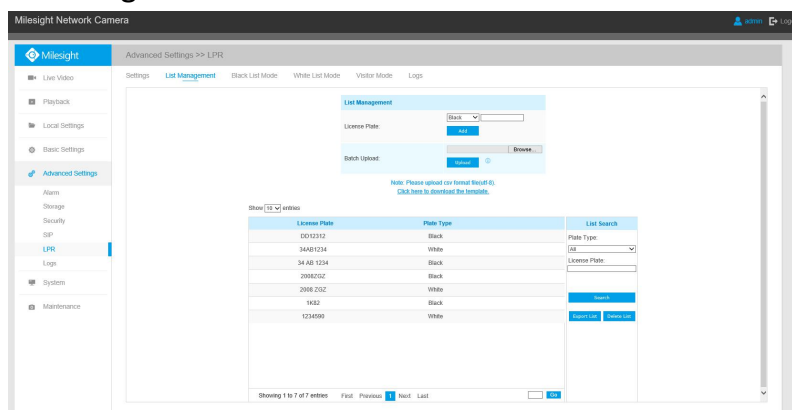 Milesight Network Camera
admin
Milesight
Advanced Settings >> LPR
Live Video
Playback
Local Settings
Basic Settings
Advanced Settings
Alarm
Storage
Security
SIP
LPR
Logs
System
Maintenance
Settings List Management Black List Mode White List Mode Visitor Mode Logs
List Management
License Plate:
Black
Add
Batch Upload:
Browse...
Upload
Note: Please upload csv format file(utf-8).
Click here to download the template.
Show 10 entries
License Plate Plate Type
DD12312 Black
34AB1234 White
34 AB 1234 Black
2008ZGZ Black
2008 ZGZ White
1K82 Black
1234590 White
Showing 1 to 7 of 7 entries First Previous 1 Next Last Go
List Search
Plate Type:
All
License Plate:
Search
Export List Delete List